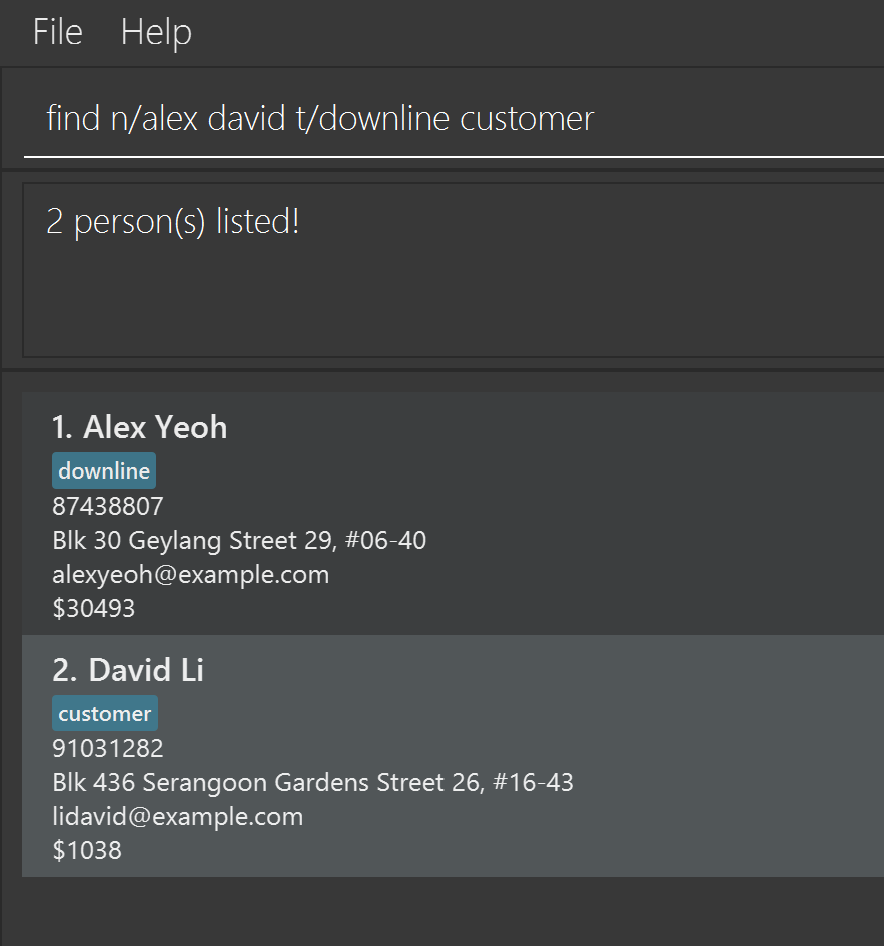 File Help
find n/alex david t/downline customer
2 person(s) listed!
1. Alex Yeoh
downline
87438807
Blk 30 Geylang Street 29, #06-40
alexyeoh@example.com
$30493
2. David Li
customer
91031282
Blk 436 Serangoon Gardens Street 26, #16-43
lidavid@example.com
$1038